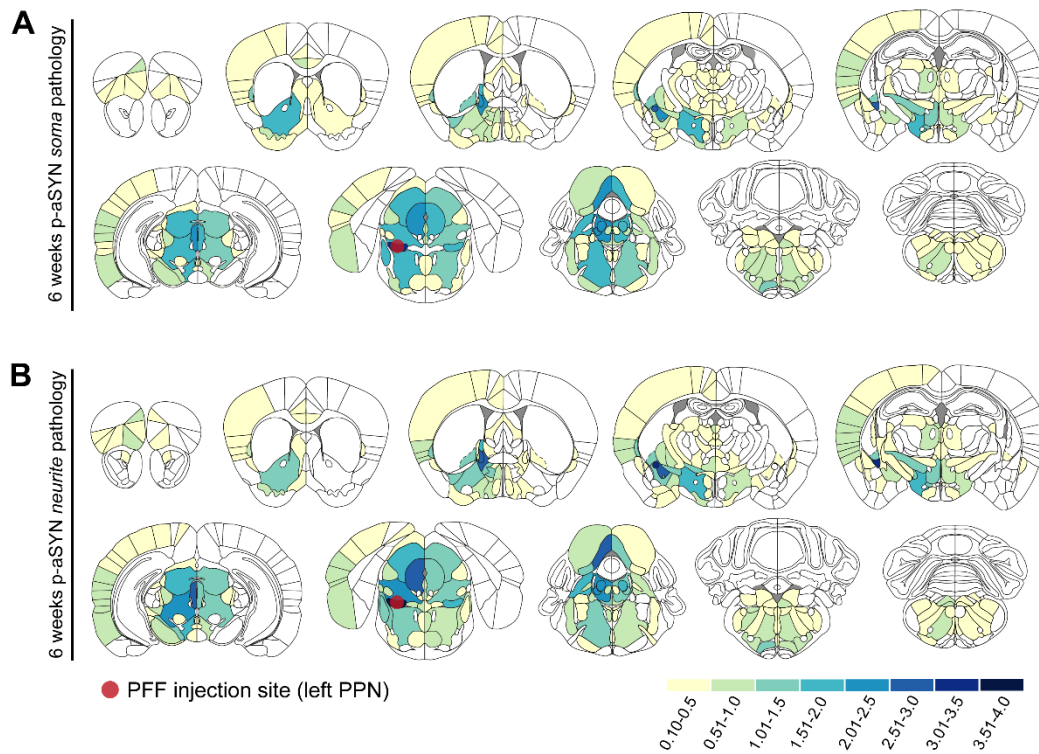 A
6 weeks p-aSYN soma pathology
B
6 weeks p-aSYN neurite pathology
PFF injection site (left PPN)
0.10-0.5
0.51-1.0
1.01-1.5
1.51-2.0
2.01-2.5
2.51-3.0
3.01-3.5
3.51-4.0